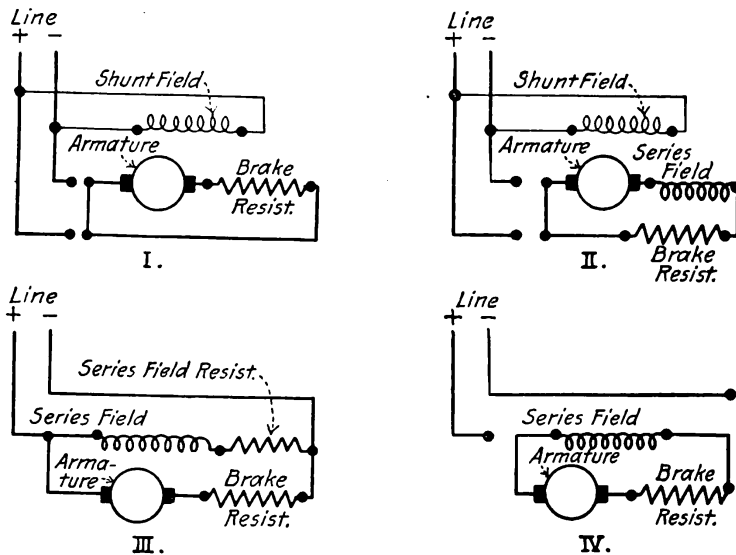 Line
+ -
Shunt Field
Armature
Brake
Resist.
I.
Line
+ -
Shunt Field
Armature
Series
Field
Brake
Resist.
II.
Line
+ -
Series Field Resist.
Series Field
Arma-
ture
Brake
Resist.
III.
Line
+ -
Series Field
Armature
Brake
Resist.
IV.